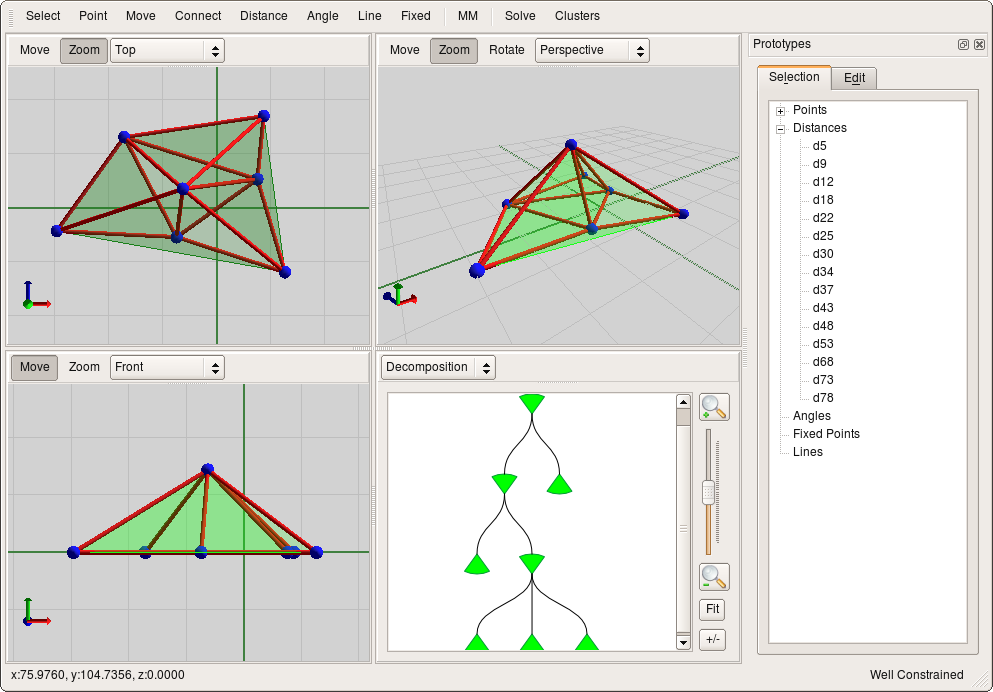 Select Point Move Connect Distance Angle Line Fixed MM Solve Clusters
Move Zoom Top
Move Zoom Rotate Perspective
Prototypes
Selection Edit
Points
Distances
d5
d9
d12
d18
d22
d25
d30
d34
d37
d43
d48
d53
d68
d73
d78
Angles
Fixed Points
Lines
Move Zoom Front
Decomposition
Fit
+/-
x:75.9760, y:104.7356, z:0.0000
Well Constrained